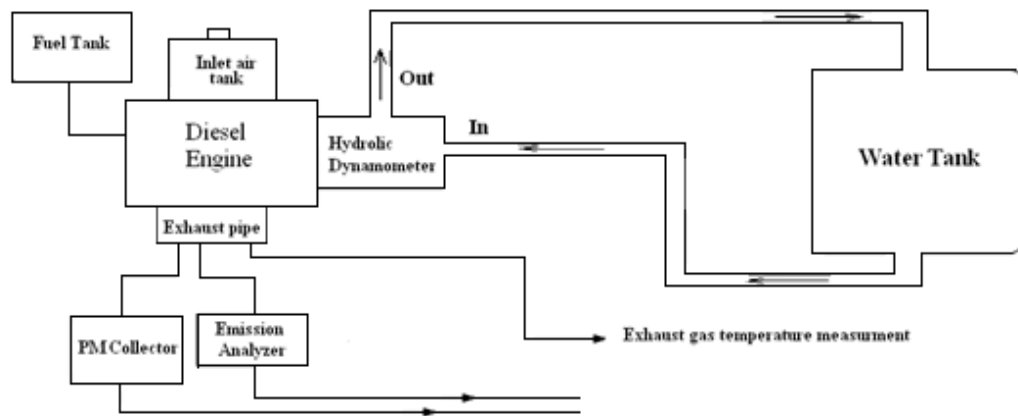 Fuel Tank
Inlet air
tank
Out
Diesel
Engine
In
Hydrolic
Dynamometer
Water Tank
Exhaust pipe
PM Collector
Emission
Analyzer
Exhaust gas temperature measurment